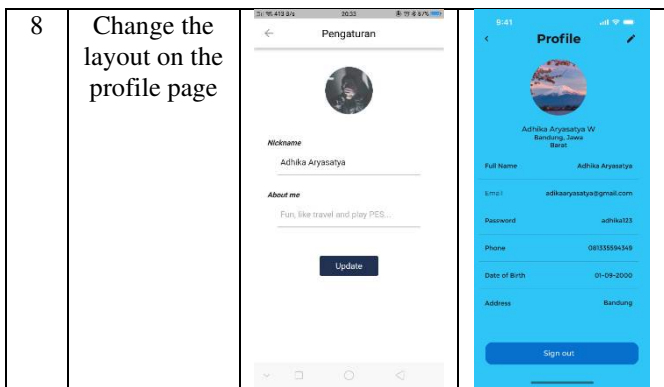 8
Change the
layout on the
profile page
20:33
Pengaturan
Nickname
Adhika Aryasatya
About me
Fun, like travel and play PES...
Update
9:41
Profile
Adhika Aryasatya W
Bandung, Jawa
Barat
Full Name Adhika Aryasatya
Email adikaaryasatya@gmail.com
Password adhika123
Phone 081335594349
Date of Birth 01-09-2000
Address Bandung
Sign out